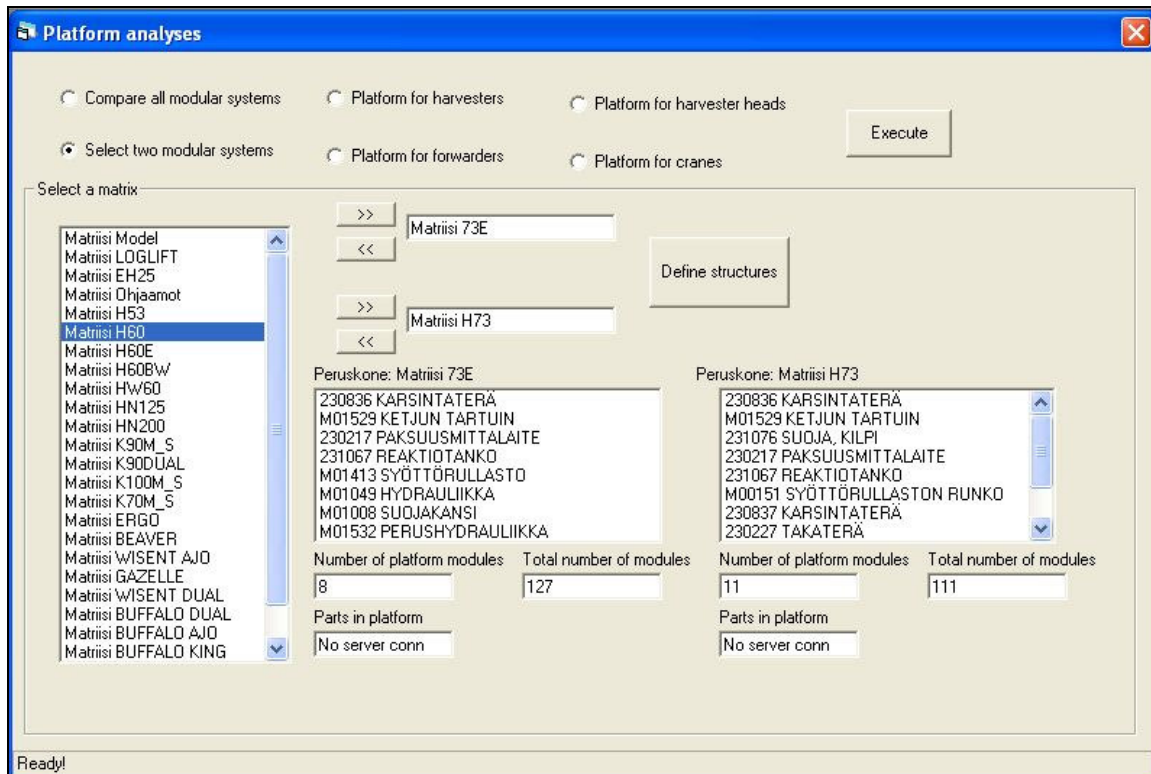 Platform analyses
Compare all modular systems
Platform for harvesters
Platform for harvester heads
Execute
Select two modular systems
Platform for forwarders
Platform for cranes
Select a matrix
Matriisi Model
Matriisi LOGLIFT
Matriisi EH25
Matriisi Ohjaamot
Matriisi H53
Matriisi H60
Matriisi H60E
Matriisi H60BW
Matriisi HW60
Matriisi HN125
Matriisi HN200
Matriisi K90M_S
Matriisi K90DUAL
Matriisi K100M_S
Matriisi K70M_S
Matriisi ERGO
Matriisi BEAVER
Matriisi WISENT AJO
Matriisi GAZELLE
Matriisi WISENT DUAL
Matriisi BUFFALO DUAL
Matriisi BUFFALO AJO
Matriisi BUFFALO KING
>>
<<
Matriisi 73E
>>
<<
Matriisi H73
Define structures
Peruskone: Matriisi 73E
230836 KARSINTATERÄ
M01529 KETJUN TARTUIN
230217 PAKSUUSMITTALAITE
231067 REAKTIOTANKO
M01413 SYÖTTÖRULLASTO
M01049 HYDRAULIIKKA
M01008 SUOJAKANSI
M01532 PERUSHYDRAULIIKKA
Number of platform modules
8
Total number of modules
127
Parts in platform
No server conn
Peruskone: Matriisi H73
230836 KARSINTATERÄ
M01529 KETJUN TARTUIN
231076 SUOJA, KILPI
230217 PAKSUUSMITTALAITE
231067 REAKTIOTANKO
M00151 SYÖTTÖRULLASTON RUNKO
230837 KARSINTATERÄ
230227 TAKATERÄ
Number of platform modules
11
Total number of modules
111
Parts in platform
No server conn
Ready!